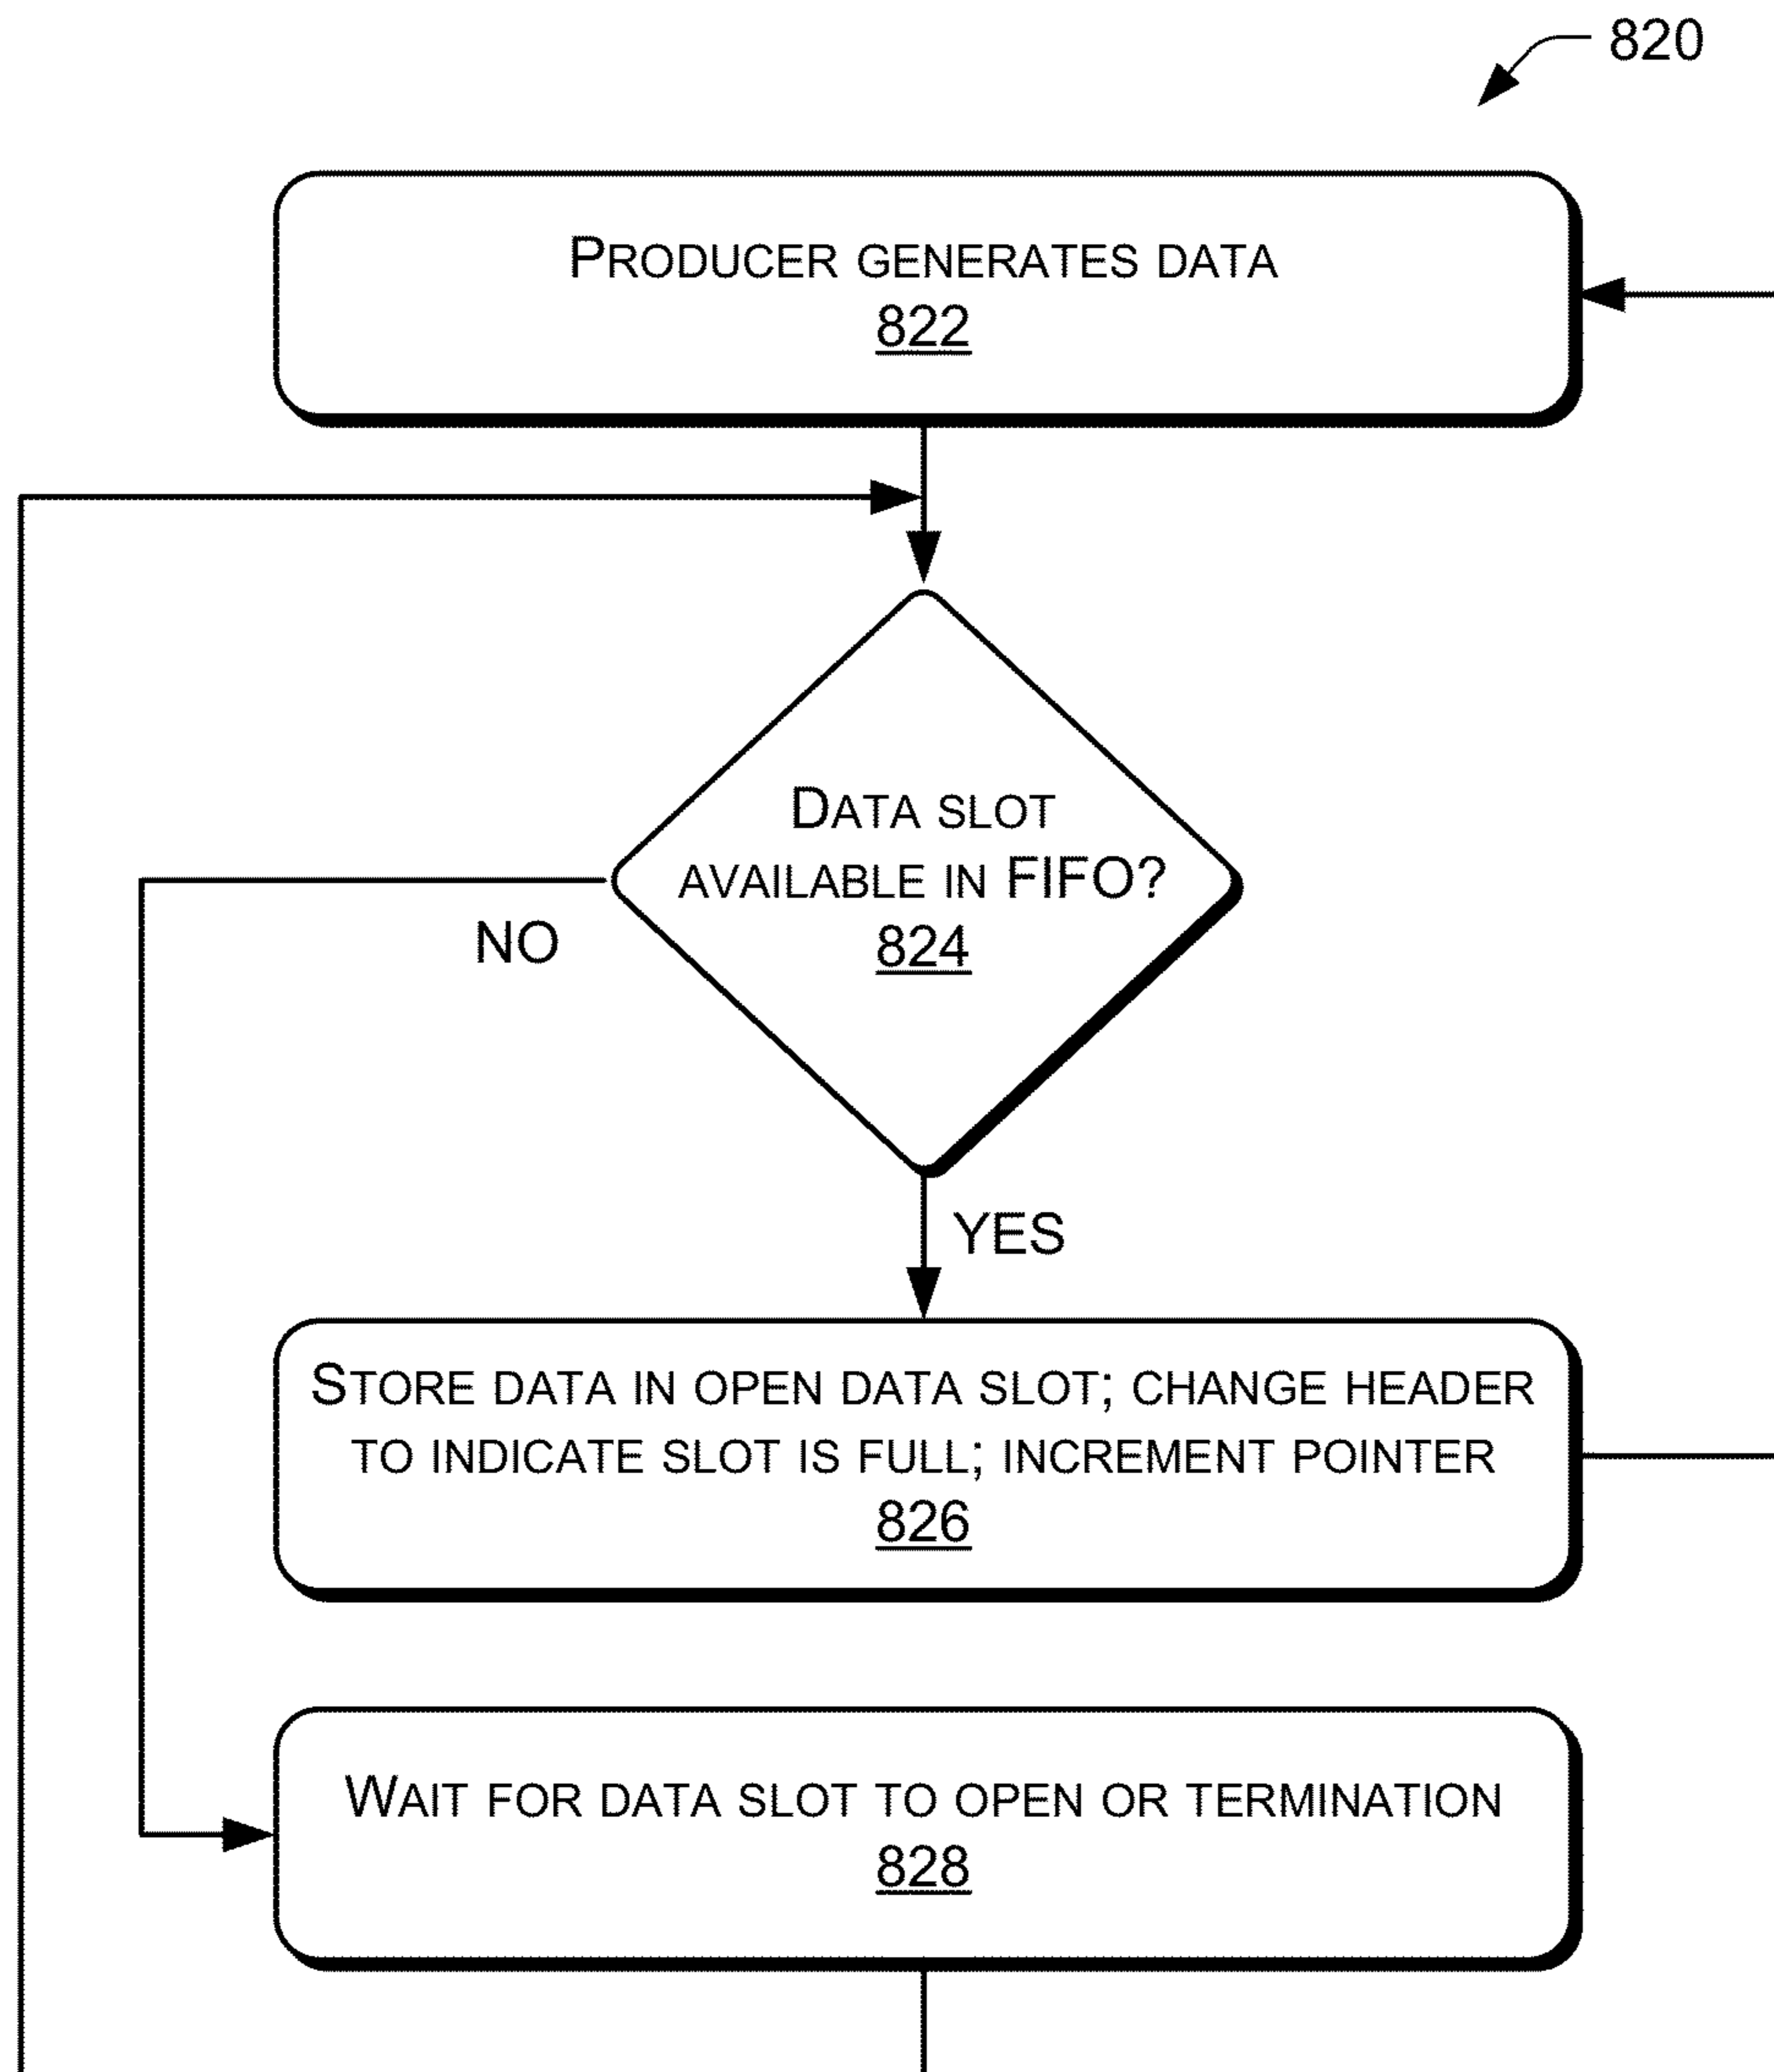 820
PRODUCER GENERATES DATA
822
DATA SLOT
AVAILABLE IN FIFO?
824
NO
YES
STORE DATA IN OPEN DATA SLOT; CHANGE HEADER
TO INDICATE SLOT IS FULL; INCREMENT POINTER
826
WAIT FOR DATA SLOT TO OPEN OR TERMINATION
828